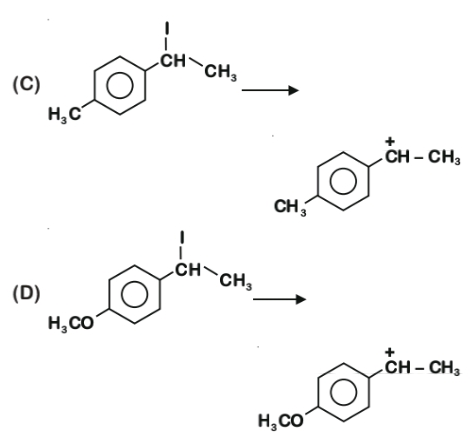 I
CH
CH₃
(C)
H₃C
+
CH – CH₃
CH₃
I
CH
CH₃
(D)
H₃CO
+
CH – CH₃
H₃CO